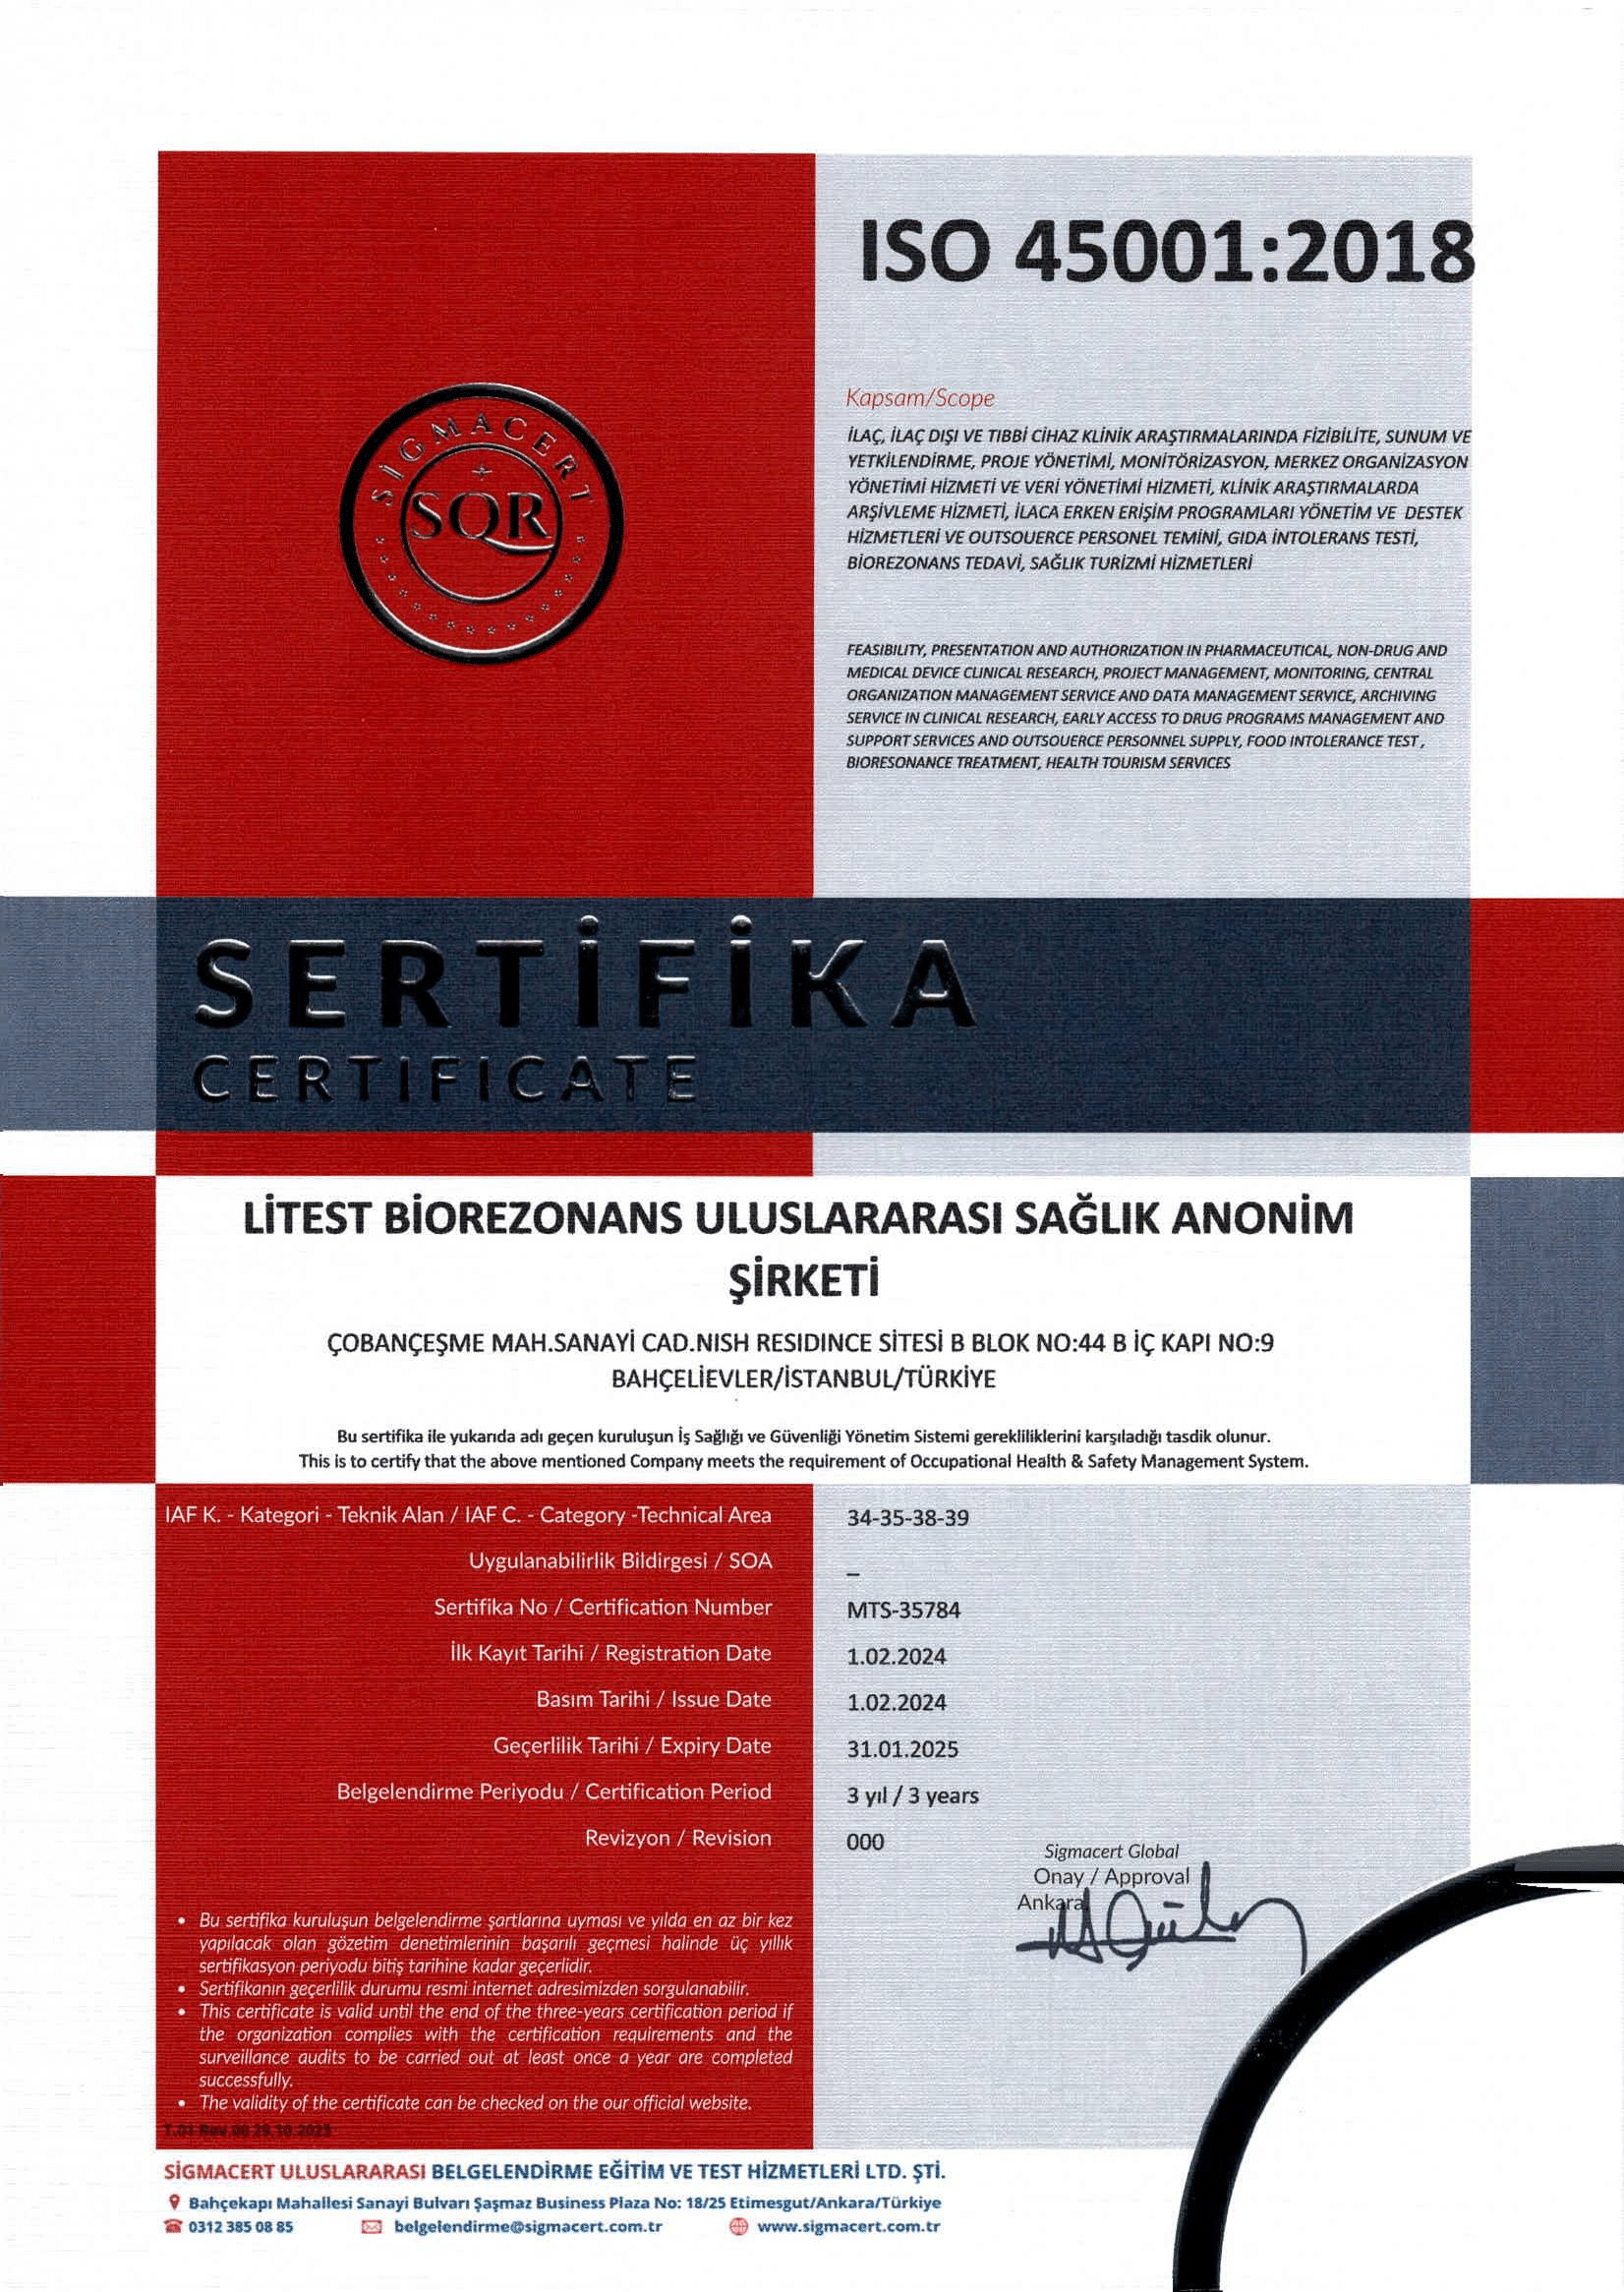 ISO 45001:2018
SİGMACERT
SQR
Kapsam/Scope
İLAÇ, İLAÇ DIŞI VE TIBBİ CİHAZ KLİNİK ARAŞTIRMALARINDA FİZİBİLİTE, SUNUM VE
YETKİLENDİRME, PROJE YÖNETİMİ, MONİTÖRİZASYON, MERKEZ ORGANİZASYON
YÖNETİMİ HİZMETİ VE VERİ YÖNETİMİ HİZMETİ, KLİNİK ARAŞTIRMALARDA
ARŞİVLEME HİZMETİ, İLACA ERKEN ERİŞİM PROGRAMLARI YÖNETİM VE DESTEK
HİZMETLERİ VE OUTSOUERCE PERSONEL TEMİNİ, GIDA İNTOLERANS TESTİ,
BİOREZONANS TEDAVİ, SAĞLIK TURİZMİ HİZMETLERİ
FEASIBILITY, PRESENTATION AND AUTHORIZATION IN PHARMACEUTICAL, NON-DRUG AND
MEDICAL DEVICE CLINICAL RESEARCH, PROJECT MANAGEMENT, MONITORING, CENTRAL
ORGANIZATION MANAGEMENT SERVICE AND DATA MANAGEMENT SERVICE, ARCHIVING
SERVICE IN CLINICAL RESEARCH, EARLY ACCESS TO DRUG PROGRAMS MANAGEMENT AND
SUPPORT SERVICES AND OUTSOUERCE PERSONNEL SUPPLY, FOOD INTOLERANCE TEST,
BIORESONANCE TREATMENT, HEALTH TOURISM SERVICES
SERTİFİKA
CERTIFICATE
LİTEST BİOREZONANS ULUSLARARASI SAĞLIK ANONİM
ŞİRKETİ
ÇOBANÇEŞME MAH.SANAYİ CAD.NISH RESIDINCE SİTESİ B BLOK NO:44 B İÇ KAPI NO:9
BAHÇELİEVLER/İSTANBUL/TÜRKİYE
Bu sertifika ile yukarıda adı geçen kuruluşun İş Sağlığı ve Güvenliği Yönetim Sistemi gerekliliklerini karşıladığı tasdik olunur.
This is to certify that the above mentioned Company meets the requirement of Occupational Health & Safety Management System.
IAF K. - Kategori - Teknik Alan / IAF C. - Category -Technical Area 34-35-38-39
Uygulanabilirlik Bildirgesi / SOA –
Sertifika No / Certification Number MTS-35784
İlk Kayıt Tarihi / Registration Date 1.02.2024
Basım Tarihi / Issue Date 1.02.2024
Geçerlilik Tarihi / Expiry Date 31.01.2025
Belgelendirme Periyodu / Certification Period 3 yıl / 3 years
Revizyon / Revision 000
Sigmacert Global
Onay / Approval
Ankara
• Bu sertifika kuruluşun belgelendirme şartlarına uyması ve yılda en az bir kez
yapılacak olan gözetim denetimlerinin başarılı geçmesi halinde üç yıllık
sertifikasyon periyodu bitiş tarihine kadar geçerlidir.
• Sertifikanın geçerlilik durumu resmi internet adresimizden sorgulanabilir.
• This certificate is valid until the end of the three-years certification period if
the organization complies with the certification requirements and the
surveillance audits to be carried out at least once a year are completed
successfully.
• The validity of the certificate can be checked on the our official website.
T.01 Rev.06 29.10.2023
SİGMACERT ULUSLARARASI BELGELENDİRME EĞİTİM VE TEST HİZMETLERİ LTD. ŞTİ.
Bahçekapı Mahallesi Sanayi Bulvarı Şaşmaz Business Plaza No: 18/25 Etimesgut/Ankara/Türkiye
0312 385 08 85 belgelendirme@sigmacert.com.tr www.sigmacert.com.tr